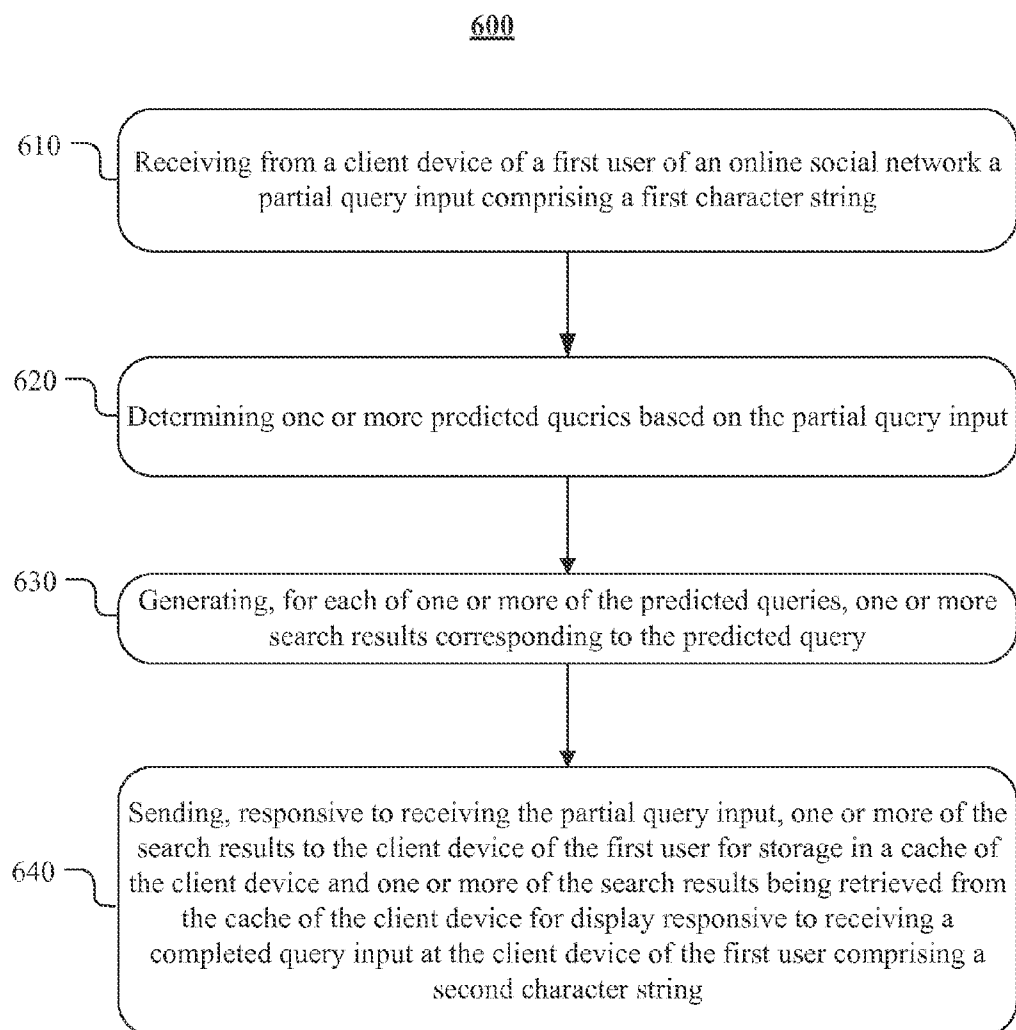 600
610
Receiving from a client device of a first user of an online social network a
partial query input comprising a first character string
620
Determining one or more predicted queries based on the partial query input
630
Generating, for each of one or more of the predicted queries, one or more
search results corresponding to the predicted query
640
Sending, responsive to receiving the partial query input, one or more of the
search results to the client device of the first user for storage in a cache of
the client device and one or more of the search results being retrieved from
the cache of the client device for display responsive to receiving a
completed query input at the client device of the first user comprising a
second character string